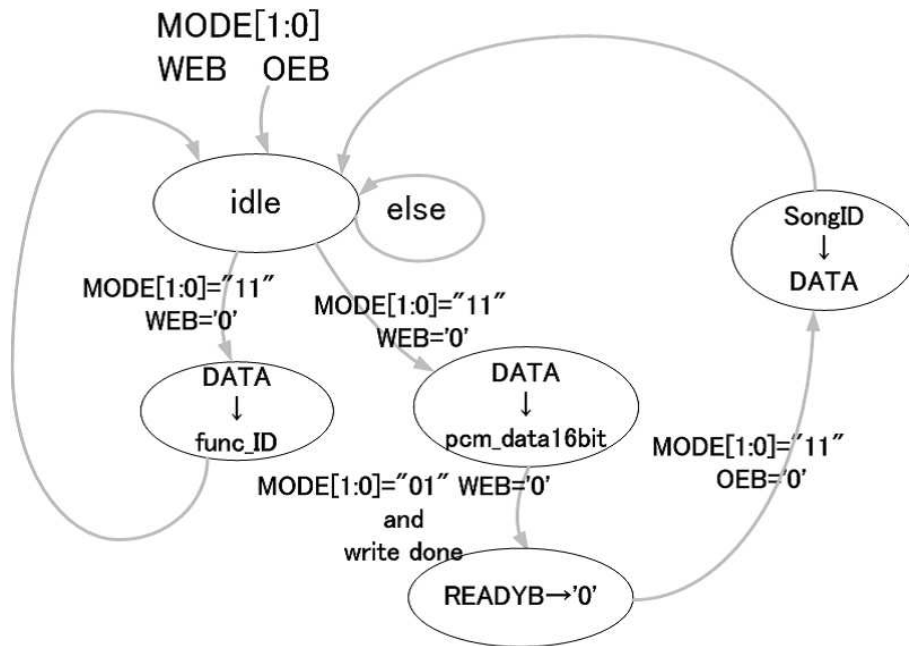 MODE[1:0]
WEB OEB
idle
else
SongID
↓
DATA
MODE[1:0]="11"
WEB='0'
MODE[1:0]="11"
WEB='0'
DATA
↓
func_ID
DATA
↓
pcm_data16bit
MODE[1:0]="11"
OEB='0'
MODE[1:0]="01" WEB='0'
and
write done
READYB→'0'